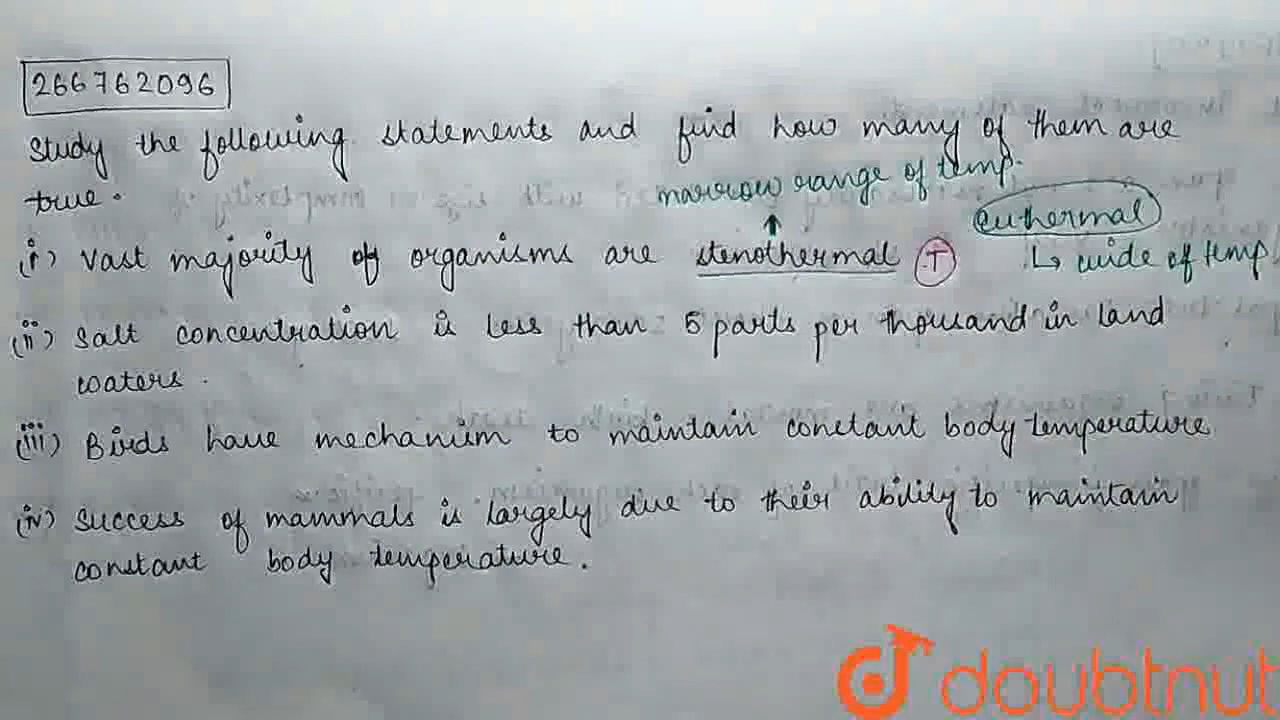 266762096
Study the following statements and find how many of them are
true.
narrow range of temp.
euthermal
(i) Vast majority of organisms are stenothermal T
↳ wide of temp.
(ii) Salt concentration is less than 5 parts per thousand in land
waters.
(iii) Birds have mechanism to maintain constant body temperature
(iv) Success of mammals is largely due to their ability to maintain
constant body temperature.
doubtnut